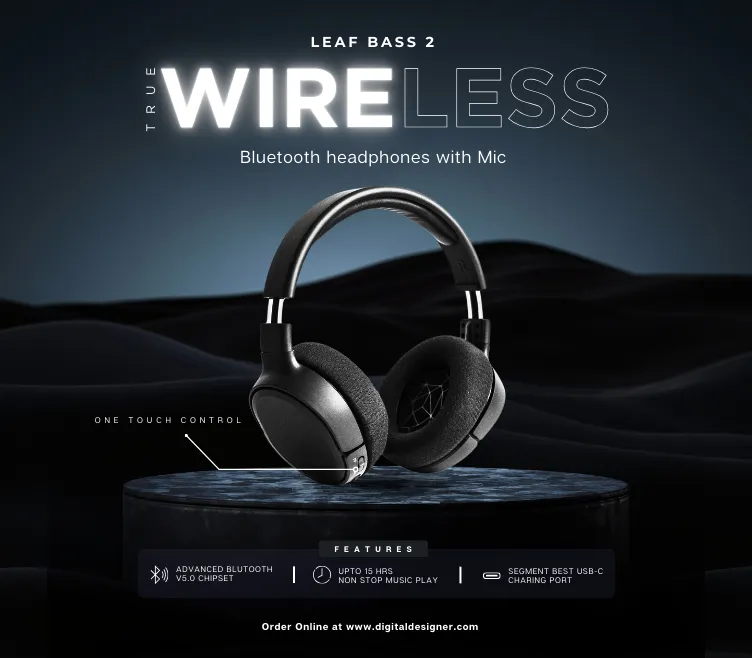 LEAF BASS 2
TRUE
WIRELESS
Bluetooth headphones with Mic
ONE TOUCH CONTROL
FEATURES
ADVANCED BLUTOOTH
V5.0 CHIPSET
UPTO 15 HRS
NON STOP MUSIC PLAY
SEGMENT BEST USB-C
CHARING PORT
Order Online at www.digitaldesigner.com